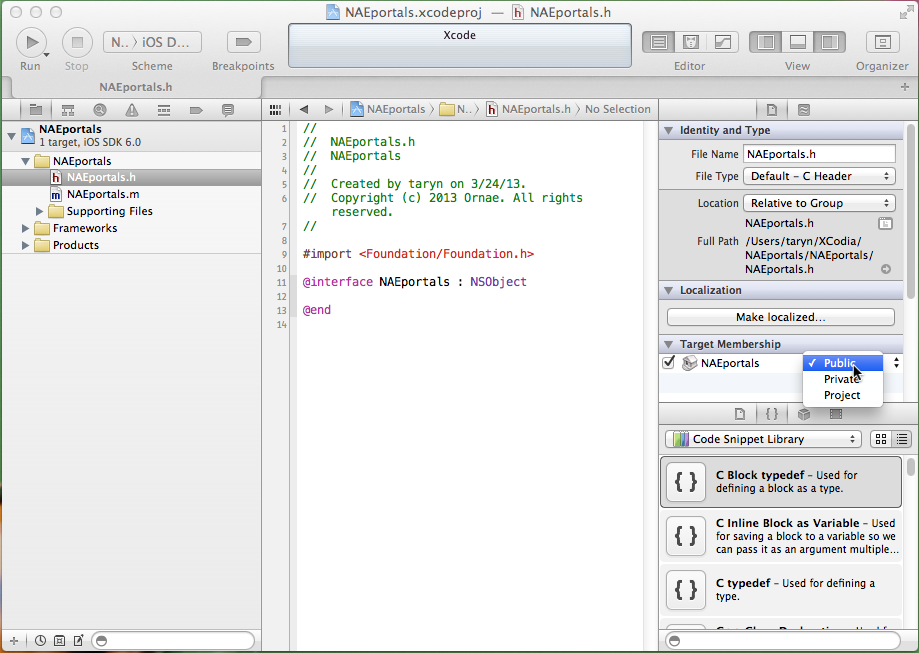 NAEportals.xcodeproj — h NAEportals.h
Run
Stop
N.. 〉 iOS D...
Scheme
Breakpoints
Xcode
Editor
View
Organizer
NAEportals.h
NAEportals
1 target, iOS SDK 6.0
NAEportals
h NAEportals.h
m NAEportals.m
Supporting Files
Frameworks
Products
NAEportals 〉 N.. 〉 h NAEportals.h 〉 No Selection
1 //
2 //  NAEportals.h
3 //  NAEportals
4 //
5 //  Created by taryn on 3/24/13.
6 //  Copyright (c) 2013 Ornae. All rights
reserved.
7 //
8
9 #import <Foundation/Foundation.h>
10
11 @interface NAEportals : NSObject
12
13 @end
14
Identity and Type
File Name NAEportals.h
File Type Default – C Header
Location Relative to Group
NAEportals.h
Full Path /Users/taryn/XCodia/
NAEportals/NAEportals/
NAEportals.h
Localization
Make localized...
Target Membership
NAEportals
✓ Public
Private
Project
{}
Code Snippet Library
{ } C Block typedef – Used for
defining a block as a type.
{ } C Inline Block as Variable – Used
for saving a block to a variable so we
can pass it as an argument multiple...
{ } C typedef – Used for defining a
type.